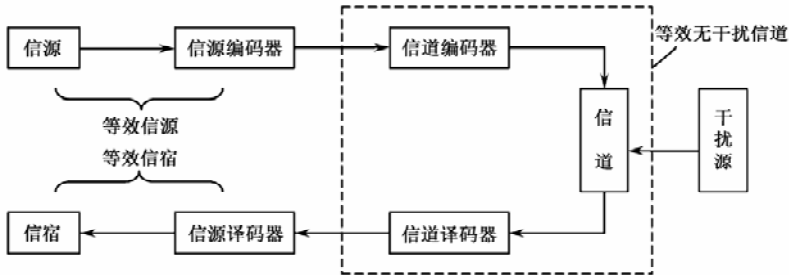 信源
信源编码器
信道编码器
等效无干扰信道
等效信源
信道
干扰源
等效信宿
信宿
信源译码器
信道译码器